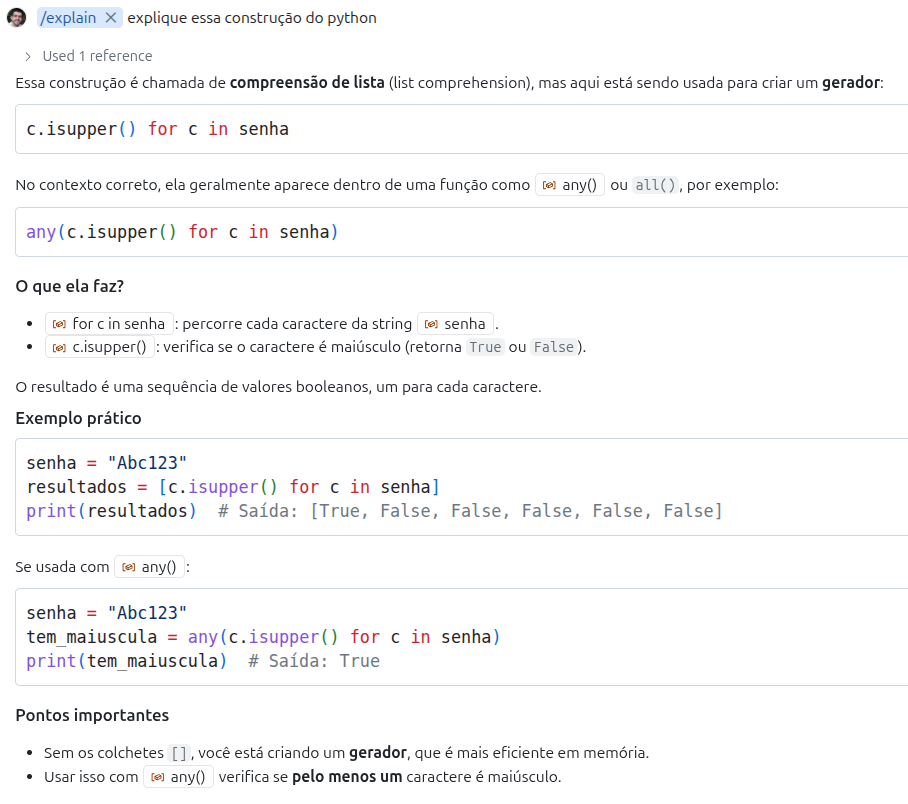 /explain × explique essa construção do python
> Used 1 reference
Essa construção é chamada de compreensão de lista (list comprehension), mas aqui está sendo usada para criar um gerador:
c.isupper() for c in senha
No contexto correto, ela geralmente aparece dentro de uma função como any() ou all(), por exemplo:
any(c.isupper() for c in senha)
O que ela faz?
• for c in senha : percorre cada caractere da string senha .
• c.isupper() : verifica se o caractere é maiúsculo (retorna True ou False ).
O resultado é uma sequência de valores booleanos, um para cada caractere.
Exemplo prático
senha = "Abc123"
resultados = [c.isupper() for c in senha]
print(resultados)  # Saída: [True, False, False, False, False, False]
Se usada com any() :
senha = "Abc123"
tem_maiuscula = any(c.isupper() for c in senha)
print(tem_maiuscula)  # Saída: True
Pontos importantes
• Sem os colchetes [] , você está criando um gerador, que é mais eficiente em memória.
• Usar isso com any() verifica se pelo menos um caractere é maiúsculo.